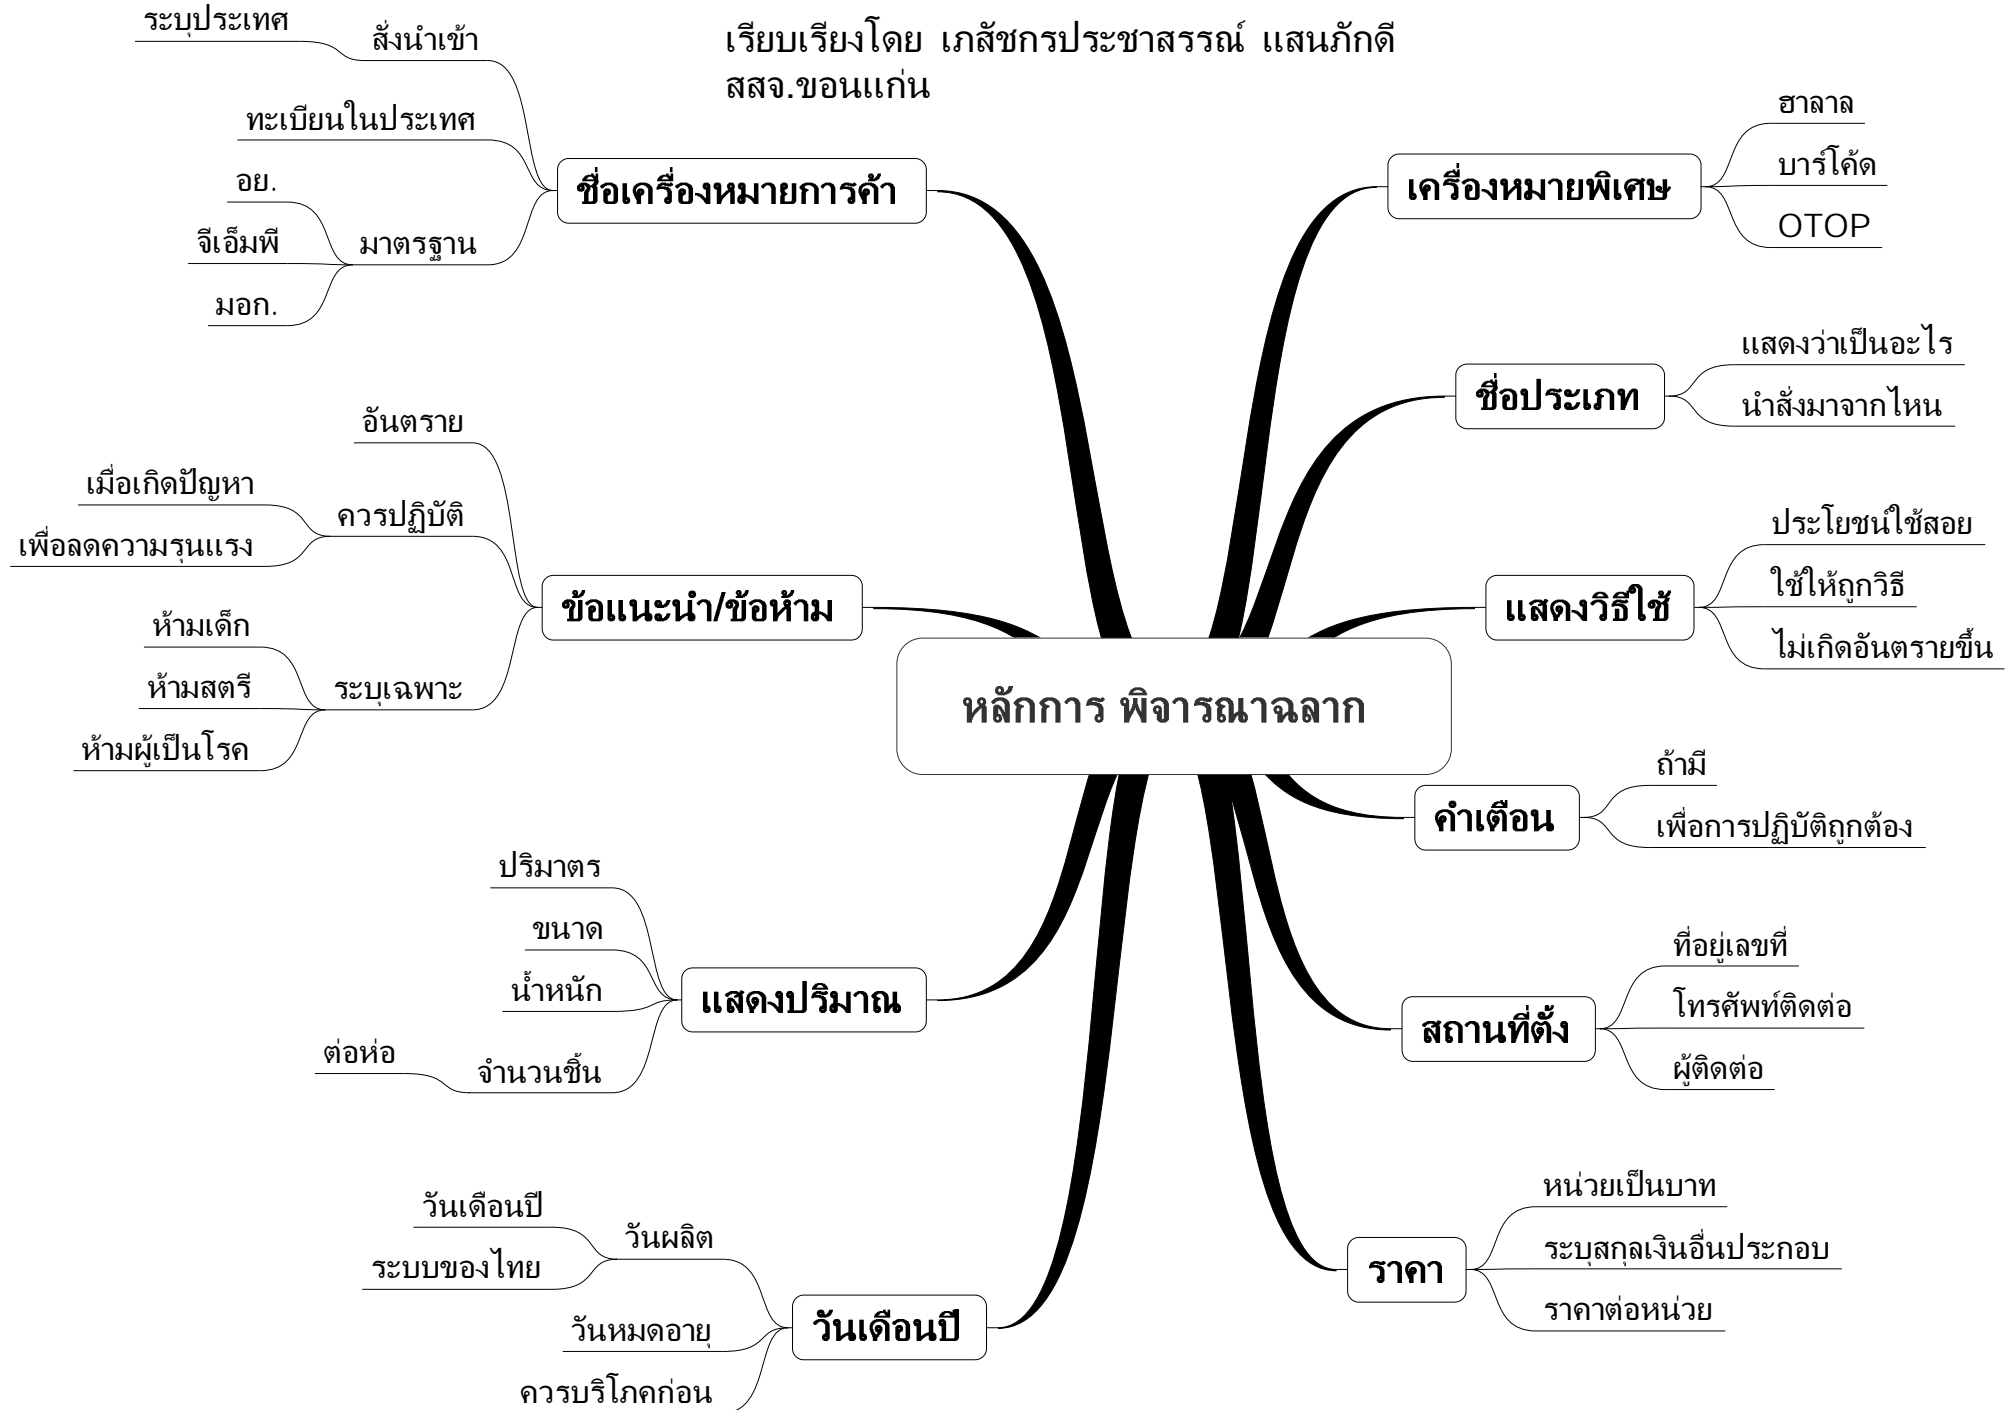 เรียบเรียงโดย เภสัชกรประชาสรรณ์ แสนภักดี
สสจ.ขอนแก่น
หลักการ พิจารณาฉลาก
ชื่อเครื่องหมายการค้า
สั่งนำเข้า
ระบุประเทศ
ทะเบียนในประเทศ
มาตรฐาน
อย.
จีเอ็มพี
มอก.
ข้อแนะนำ/ข้อห้าม
อันตราย
ควรปฏิบัติ
เมื่อเกิดปัญหา
เพื่อลดความรุนแรง
ระบุเฉพาะ
ห้ามเด็ก
ห้ามสตรี
ห้ามผู้เป็นโรค
แสดงปริมาณ
ปริมาตร
ขนาด
น้ำหนัก
จำนวนชิ้น
ต่อห่อ
วันเดือนปี
วันผลิต
วันเดือนปี
ระบบของไทย
วันหมดอายุ
ควรบริโภคก่อน
เครื่องหมายพิเศษ
ฮาลาล
บาร์โค้ด
OTOP
ชื่อประเภท
แสดงว่าเป็นอะไร
นำสั่งมาจากไหน
แสดงวิธีใช้
ประโยชน์ใช้สอย
ใช้ให้ถูกวิธี
ไม่เกิดอันตรายขึ้น
คำเตือน
ถ้ามี
เพื่อการปฏิบัติถูกต้อง
สถานที่ตั้ง
ที่อยู่เลขที่
โทรศัพท์ติดต่อ
ผู้ติดต่อ
ราคา
หน่วยเป็นบาท
ระบุสกุลเงินอื่นประกอบ
ราคาต่อหน่วย